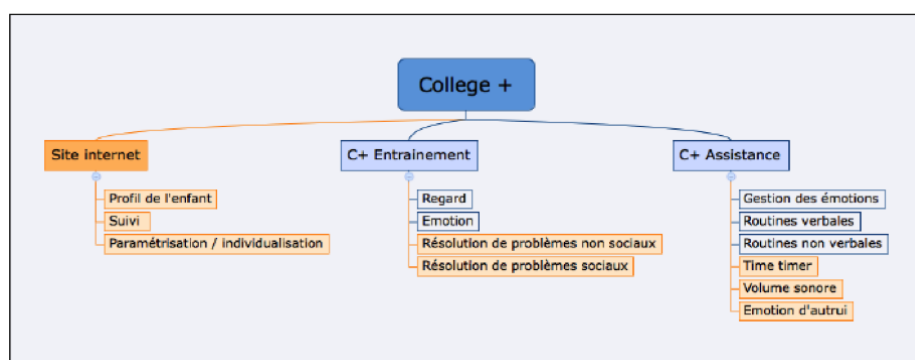 College +
Site internet
Profil de l'enfant
Suivi
Paramétrisation / individualisation
C+ Entrainement
Regard
Emotion
Résolution de problèmes non sociaux
Résolution de problèmes sociaux
C+ Assistance
Gestion des émotions
Routines verbales
Routines non verbales
Time timer
Volume sonore
Emotion d'autrui